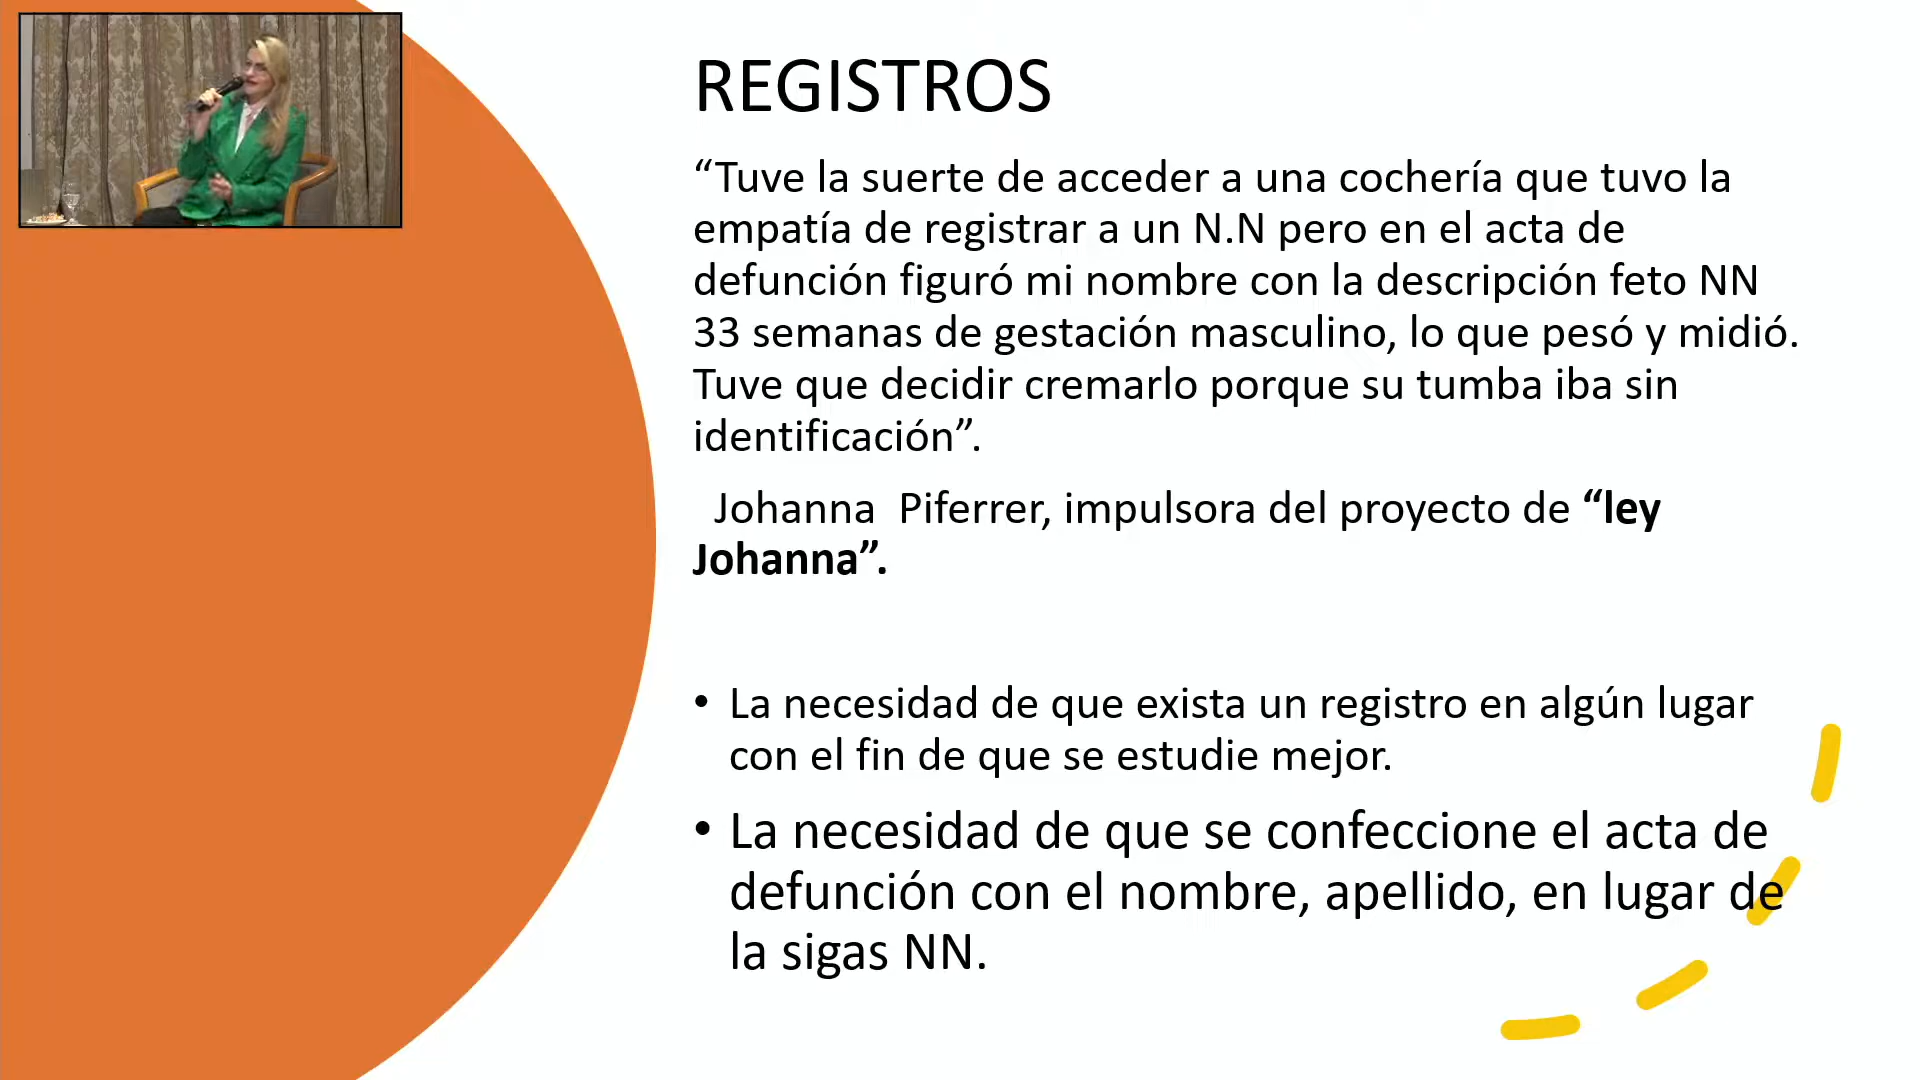 REGISTROS
“Tuve la suerte de acceder a una cochería que tuvo la
empatía de registrar a un N.N pero en el acta de
defunción figuró mi nombre con la descripción feto NN
33 semanas de gestación masculino, lo que pesó y midió.
Tuve que decidir cremarlo porque su tumba iba sin
identificación”.
Johanna  Piferrer, impulsora del proyecto de “ley
Johanna”.
• La necesidad de que exista un registro en algún lugar
con el fin de que se estudie mejor.
• La necesidad de que se confeccione el acta de
defunción con el nombre, apellido, en lugar de
la sigas NN.